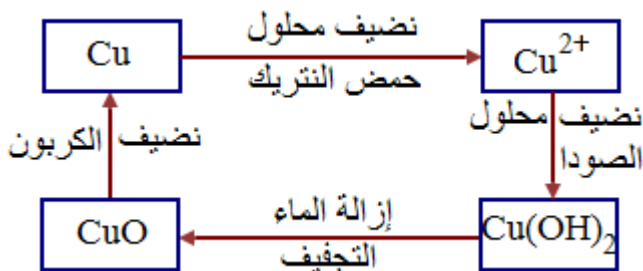 Cu
نضيف محلول
حمض النتريك
Cu²⁺
نضيف محلول
الصودا
Cu(OH)₂
إزالة الماء
التجفيف
CuO
نضيف الكربون